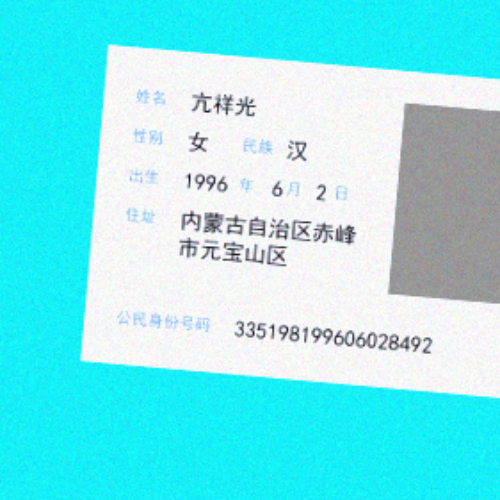 姓名 亢祥光
性别 女 民族 汉
出生 1996 年 6 月 2 日
住址 内蒙古自治区赤峰
市元宝山区
公民身份号码 335198199606028492